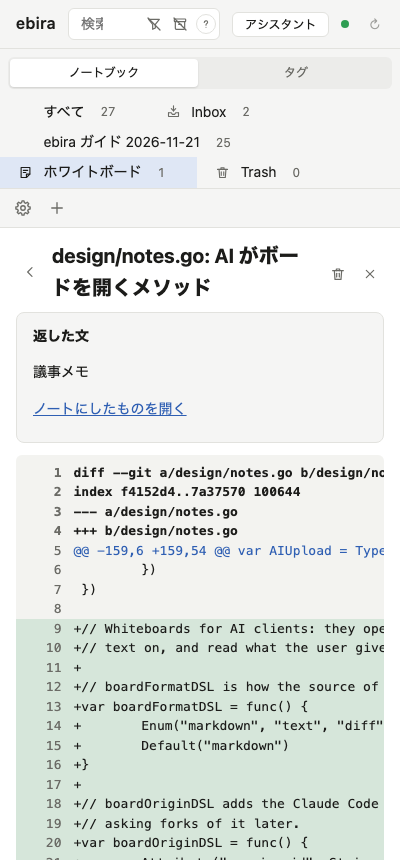 ebira 検索 ? アシスタント
ノートブック タグ
すべて 27 Inbox 2
ebira ガイド 2026-11-21 25
ホワイトボード 1 Trash 0
design/notes.go: AI がボー
ドを開くメソッド
返した文
議事メモ
ノートにしたものを開く
1 diff --git a/design/notes.go b/design/no
2 index f4152d4..7a37570 100644
3 --- a/design/notes.go
4 +++ b/design/notes.go
5 @@ -159,6 +159,54 @@ var AIUpload = Type
6         })
7 })
8
9 +// Whiteboards for AI clients: they ope
10 +// text on, and read what the user give
11 +
12 +// boardFormatDSL is how the source of
13 +var boardFormatDSL = func() {
14 +       Enum("markdown", "text", "diff"
15 +       Default("markdown")
16 +}
17 +
18 +// boardOriginDSL adds the Claude Code
19 +// asking forks of it later.
20 +var boardOriginDSL = func() {